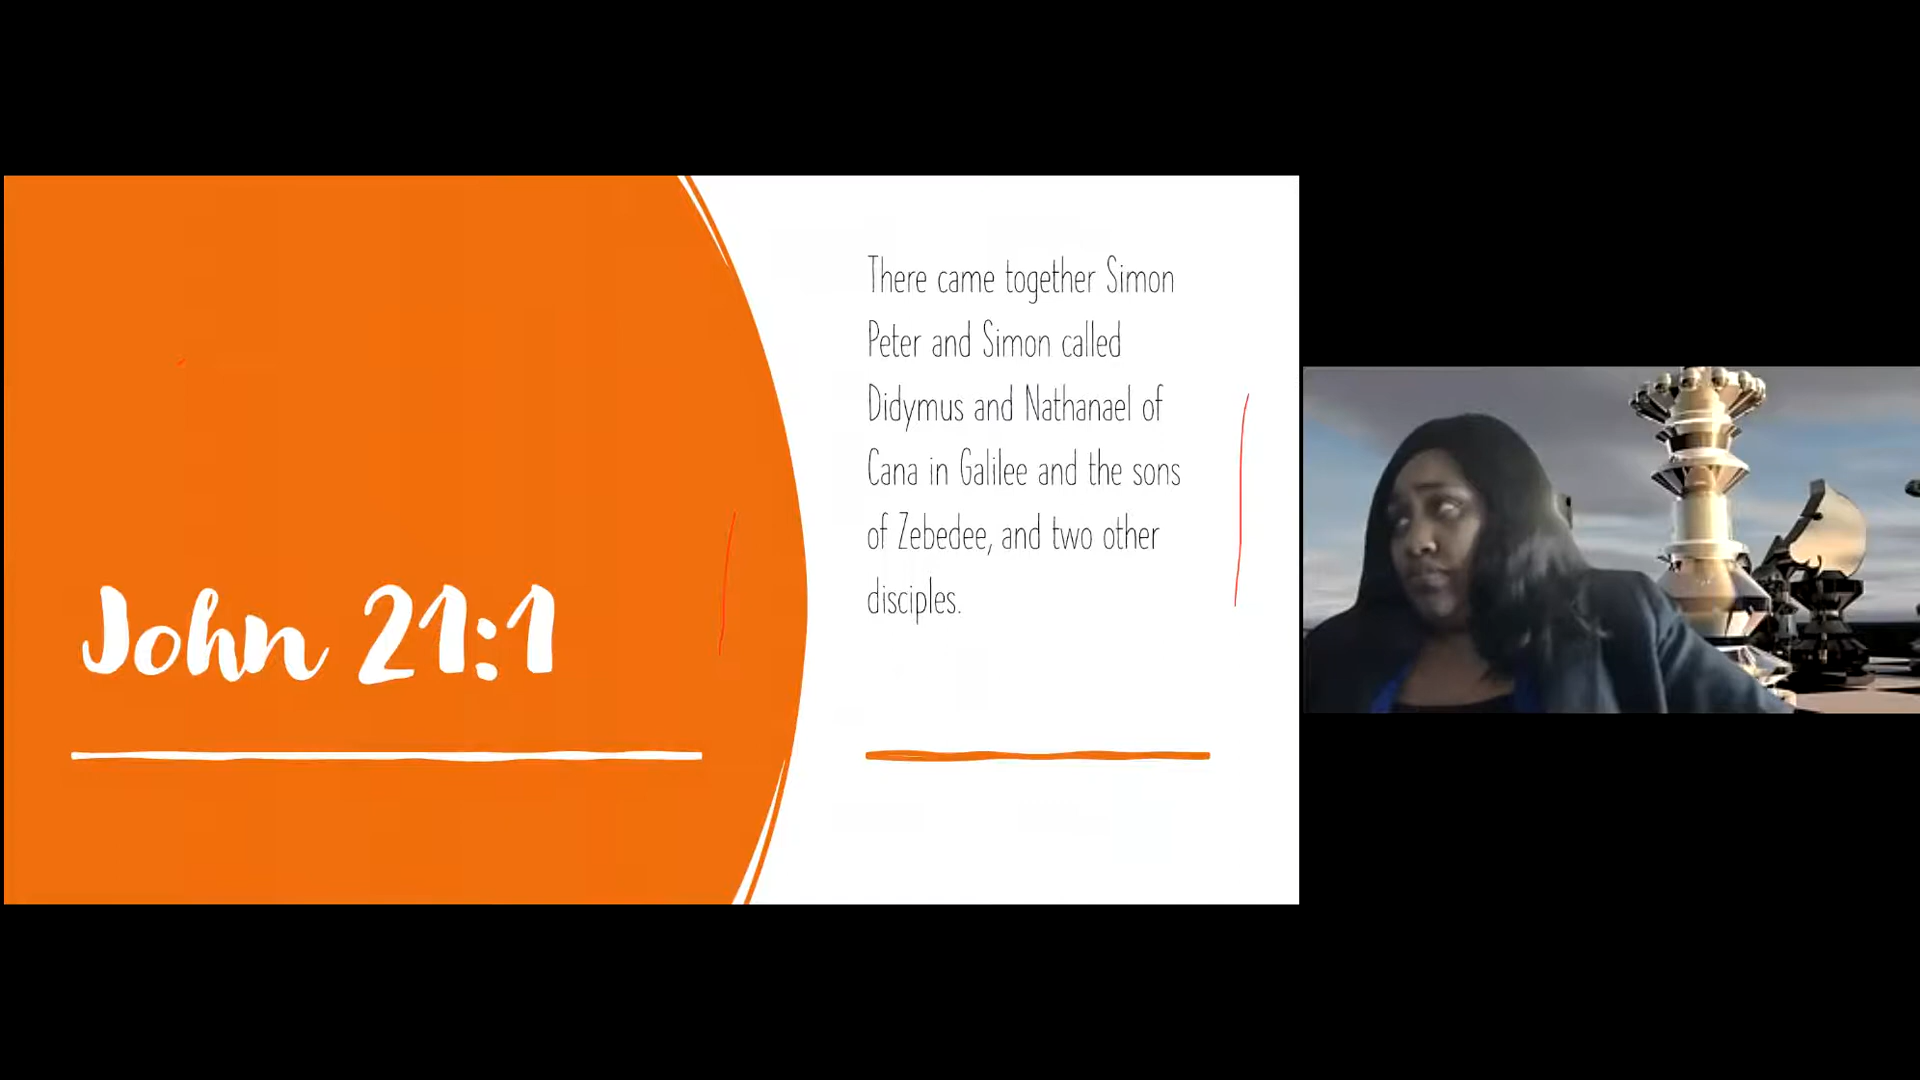 John 21:1
There came together Simon
Peter and Simon called
Didymus and Nathanael of
Cana in Galilee and the sons
of Zebedee, and two other
disciples.